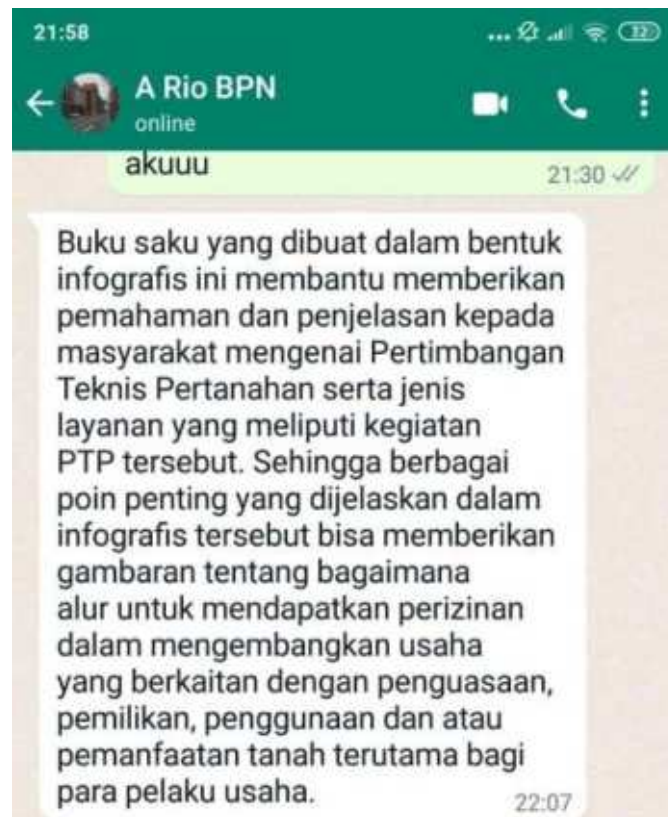 21:58
... 32
A Rio BPN
online
akuuu
21:30
Buku saku yang dibuat dalam bentuk
infografis ini membantu memberikan
pemahaman dan penjelasan kepada
masyarakat mengenai Pertimbangan
Teknis Pertanahan serta jenis
layanan yang meliputi kegiatan
PTP tersebut. Sehingga berbagai
poin penting yang dijelaskan dalam
infografis tersebut bisa memberikan
gambaran tentang bagaimana
alur untuk mendapatkan perizinan
dalam mengembangkan usaha
yang berkaitan dengan penguasaan,
pemilikan, penggunaan dan atau
pemanfaatan tanah terutama bagi
para pelaku usaha.
22:07